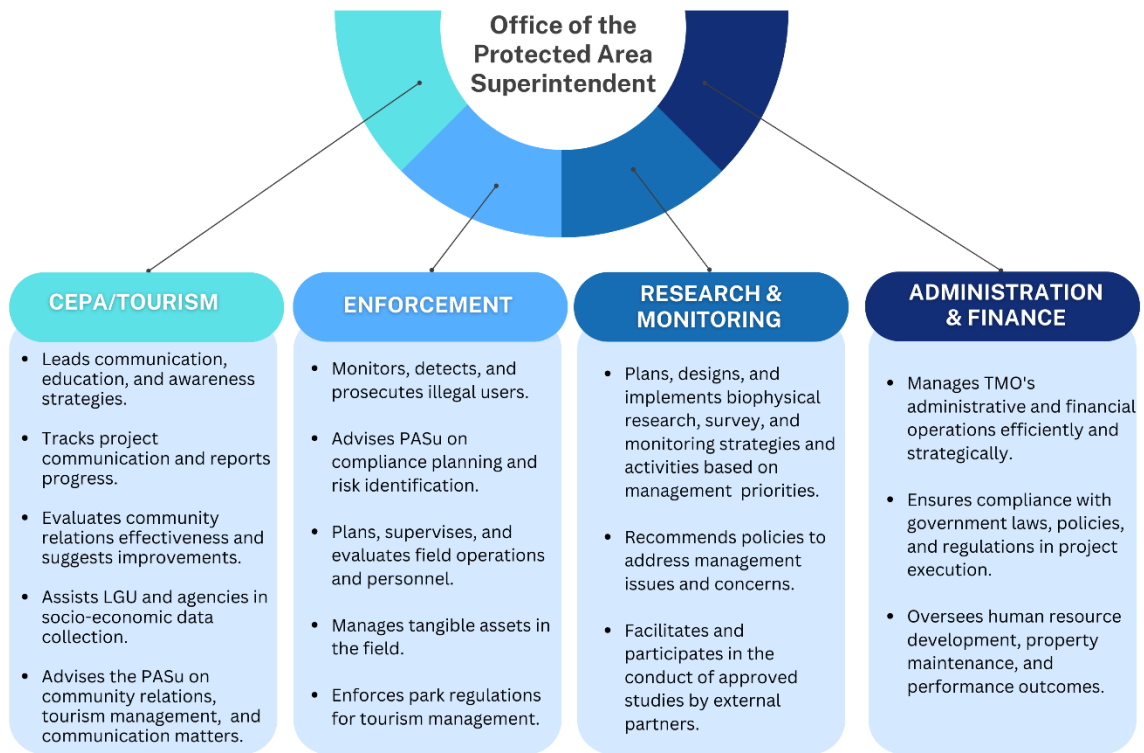 Office of the
Protected Area
Superintendent
CEPA/TOURISM
• Leads communication,
education, and awareness
strategies.
• Tracks project
communication and reports
progress.
• Evaluates community
relations effectiveness and
suggests improvements.
• Assists LGU and agencies in
socio-economic data
collection.
• Advises the PASu on
community relations,
tourism management, and
communication matters.
ENFORCEMENT
• Monitors, detects, and
prosecutes illegal users.
• Advises PASu on
compliance planning and
risk identification.
• Plans, supervises, and
evaluates field operations
and personnel.
• Manages tangible assets in
the field.
• Enforces park regulations
for tourism management.
RESEARCH &
MONITORING
• Plans, designs, and
implements biophysical
research, survey, and
monitoring strategies and
activities based on
management priorities.
• Recommends policies to
address management
issues and concerns.
• Facilitates and
participates in the
conduct of approved
studies by external
partners.
ADMINISTRATION
& FINANCE
• Manages TMO's
administrative and financial
operations efficiently and
strategically.
• Ensures compliance with
government laws, policies,
and regulations in project
execution.
• Oversees human resource
development, property
maintenance, and
performance outcomes.